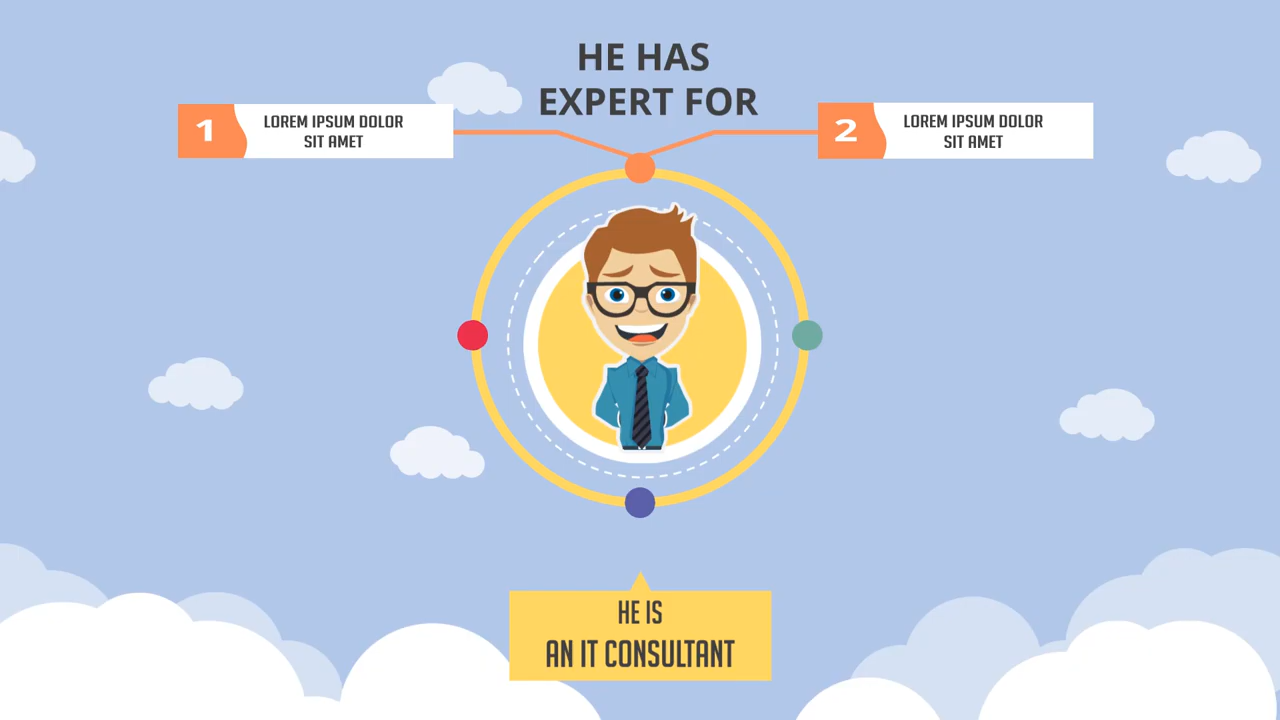 HE HAS
EXPERT FOR
1
LOREM IPSUM DOLOR
SIT AMET
2
LOREM IPSUM DOLOR
SIT AMET
HE IS
AN IT CONSULTANT